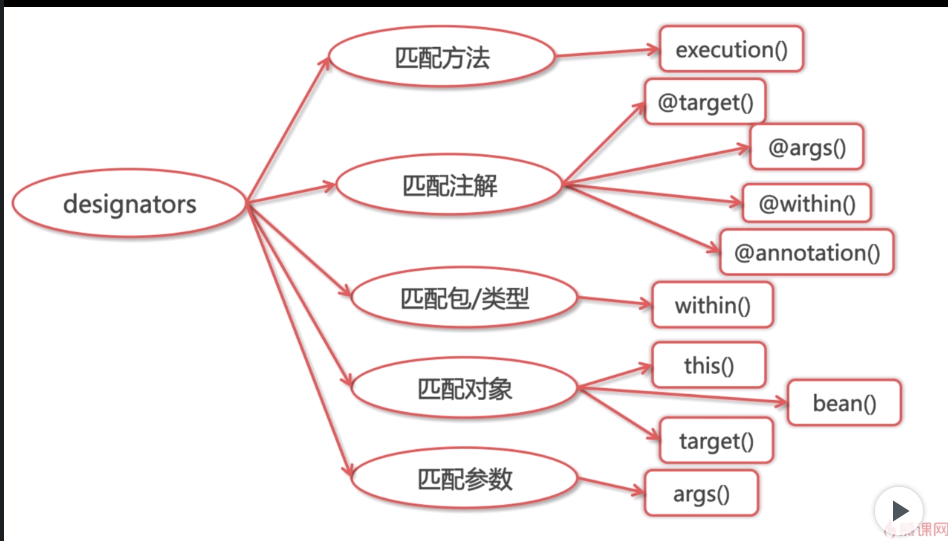 匹配方法
execution()
@target()
@args()
匹配注解
designators
@within()
@annotation()
匹配包/类型
within()
this()
匹配对象
bean()
target()
匹配参数
args()
课网